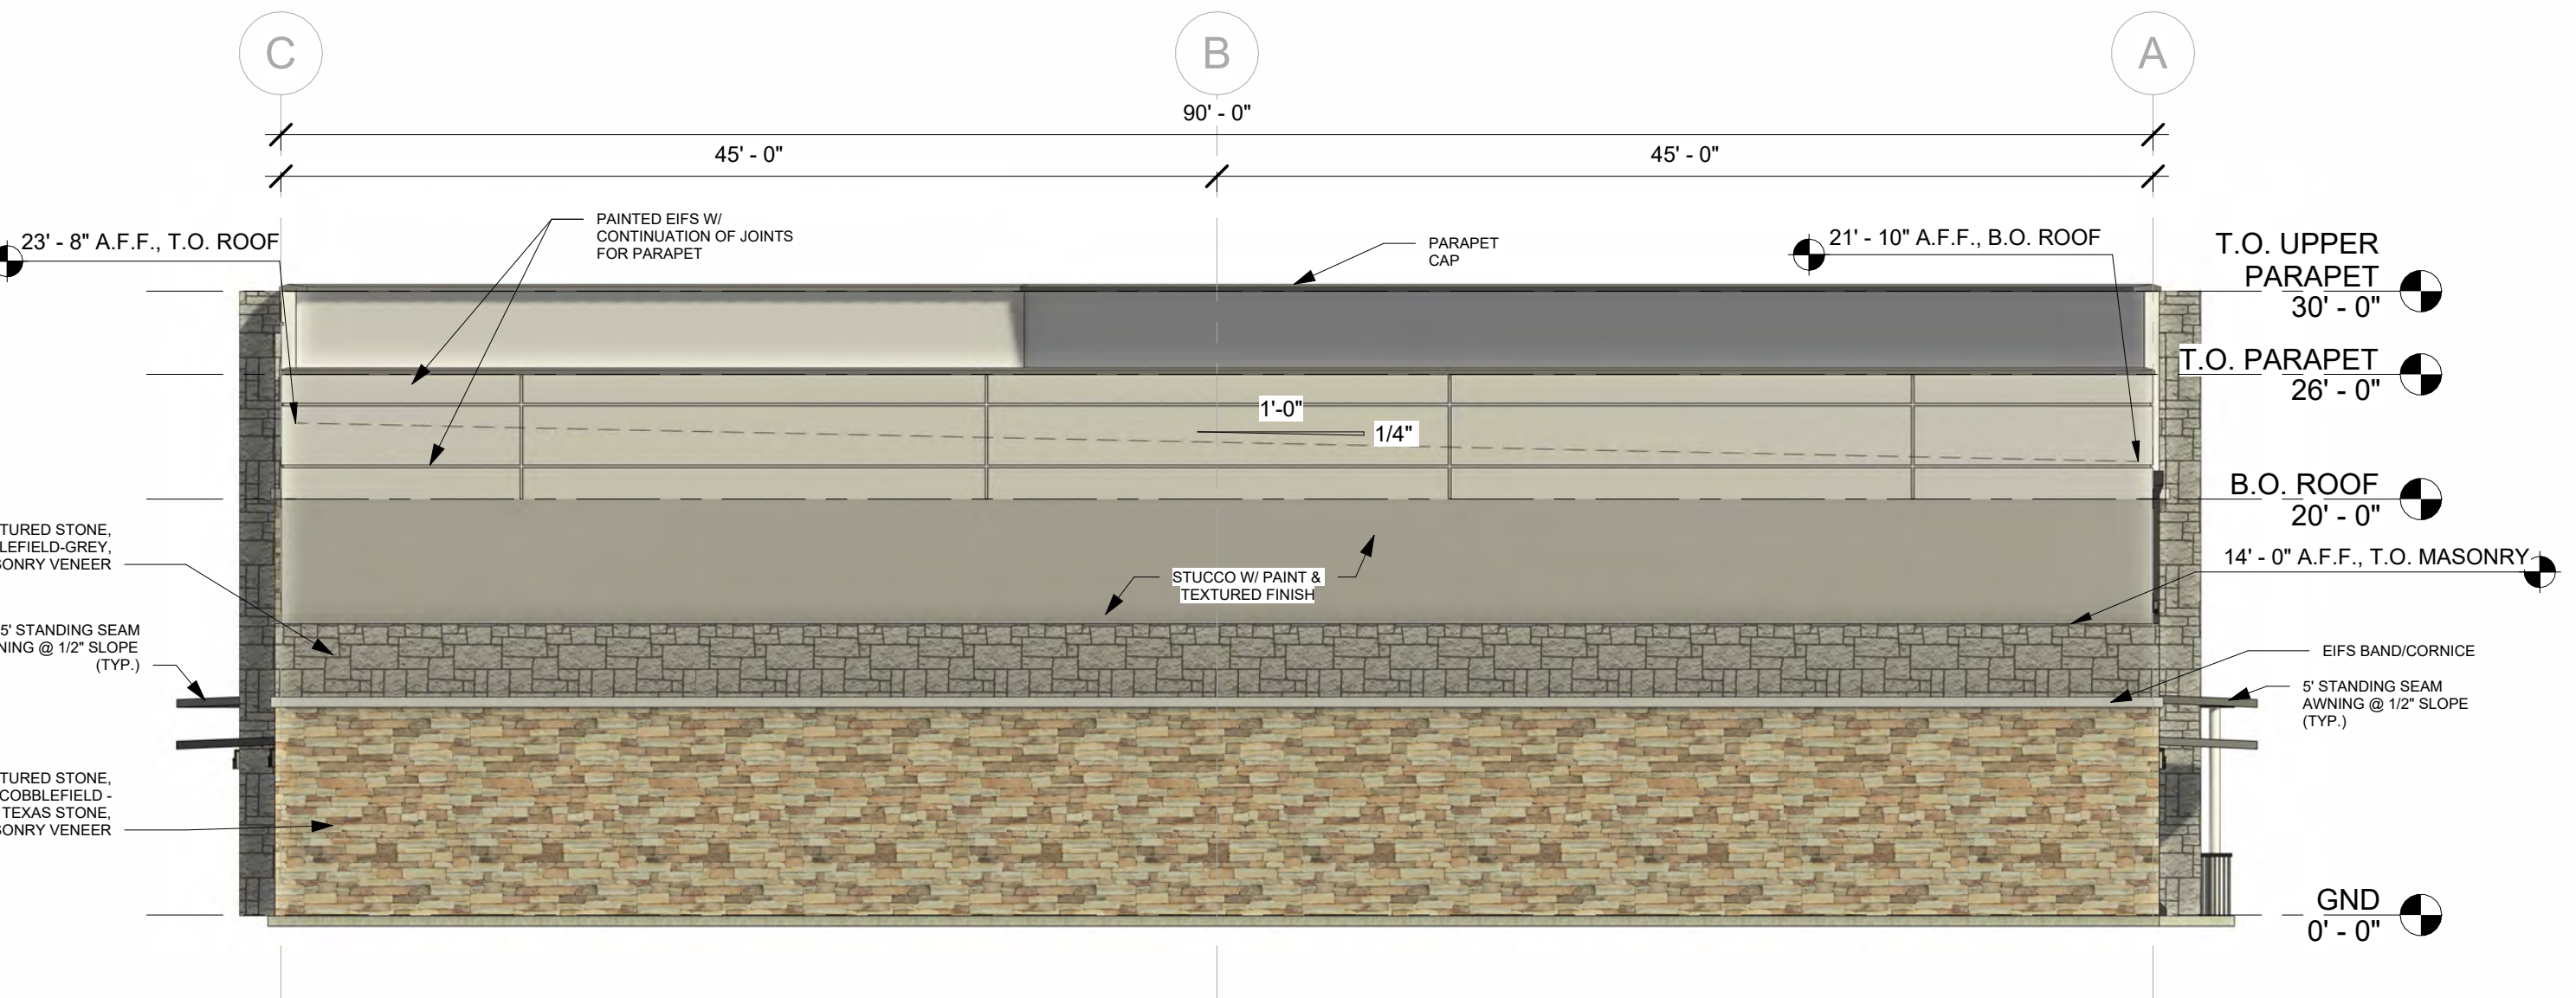 C
B
A
90' - 0"
45' - 0"
45' - 0"
23' - 8" A.F.F., T.O. ROOF
PAINTED EIFS W/
CONTINUATION OF JOINTS
FOR PARAPET
PARAPET
CAP
21' - 10" A.F.F., B.O. ROOF
T.O. UPPER
PARAPET
30' - 0"
T.O. PARAPET
26' - 0"
1'-0"
1/4"
B.O. ROOF
20' - 0"
TURED STONE,
LEFIELD-GREY,
SONRY VENEER
14' - 0" A.F.F., T.O. MASONRY
STUCCO W/ PAINT &
TEXTURED FINISH
5' STANDING SEAM
NING @ 1/2" SLOPE
(TYP.)
EIFS BAND/CORNICE
5' STANDING SEAM
AWNING @ 1/2" SLOPE
(TYP.)
TURED STONE,
COBBLEFIELD -
TEXAS STONE,
SONRY VENEER
GND
0' - 0"